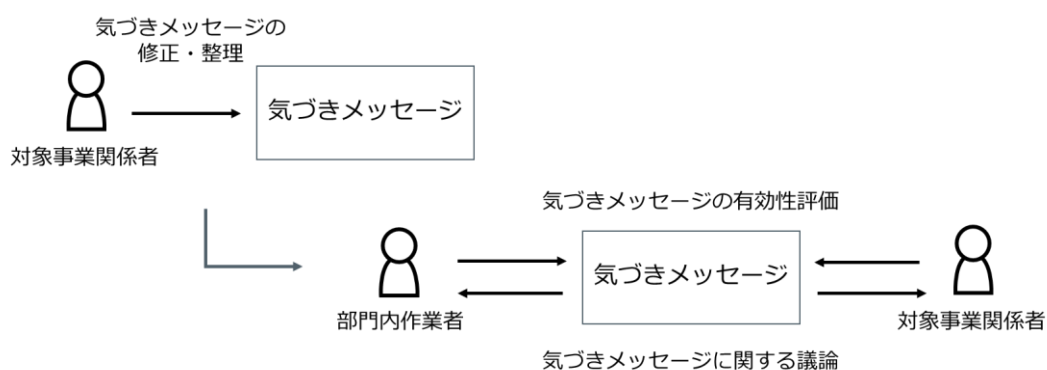 気づきメッセージの
修正・整理
気づきメッセージ
対象事業関係者
気づきメッセージの有効性評価
気づきメッセージ
部門内作業者
対象事業関係者
気づきメッセージに関する議論